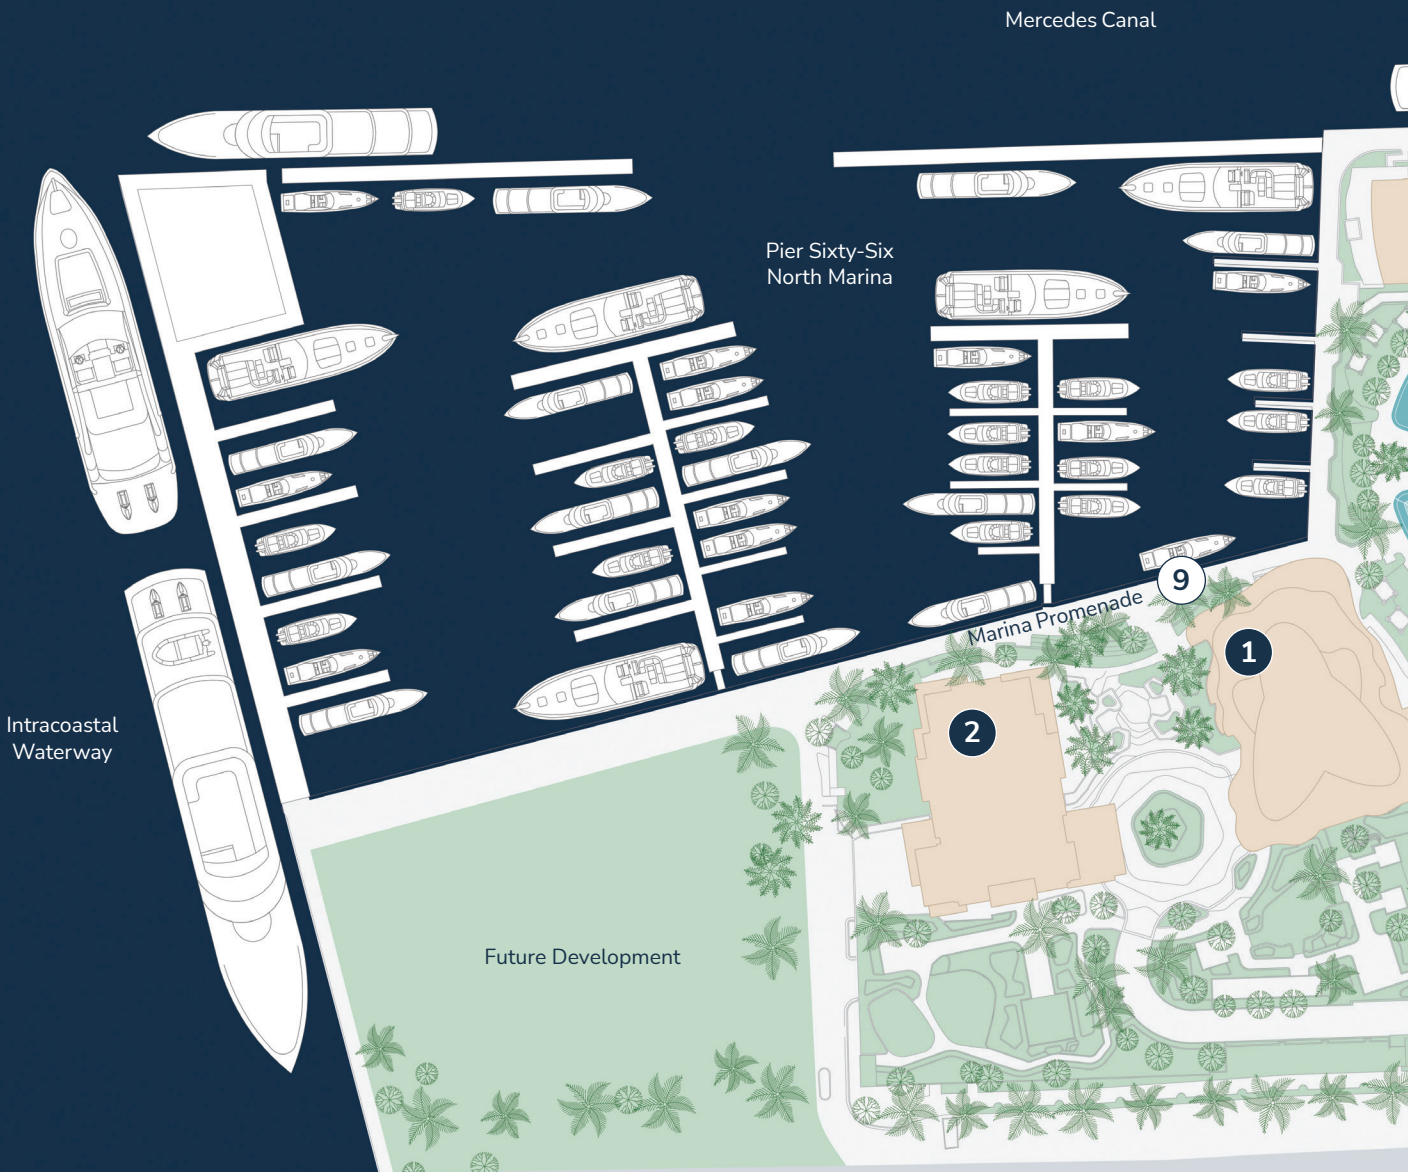 Mercedes Canal
Pier Sixty-Six
North Marina
9
Marina Promenade
1
2
Intracoastal
Waterway
Future Development